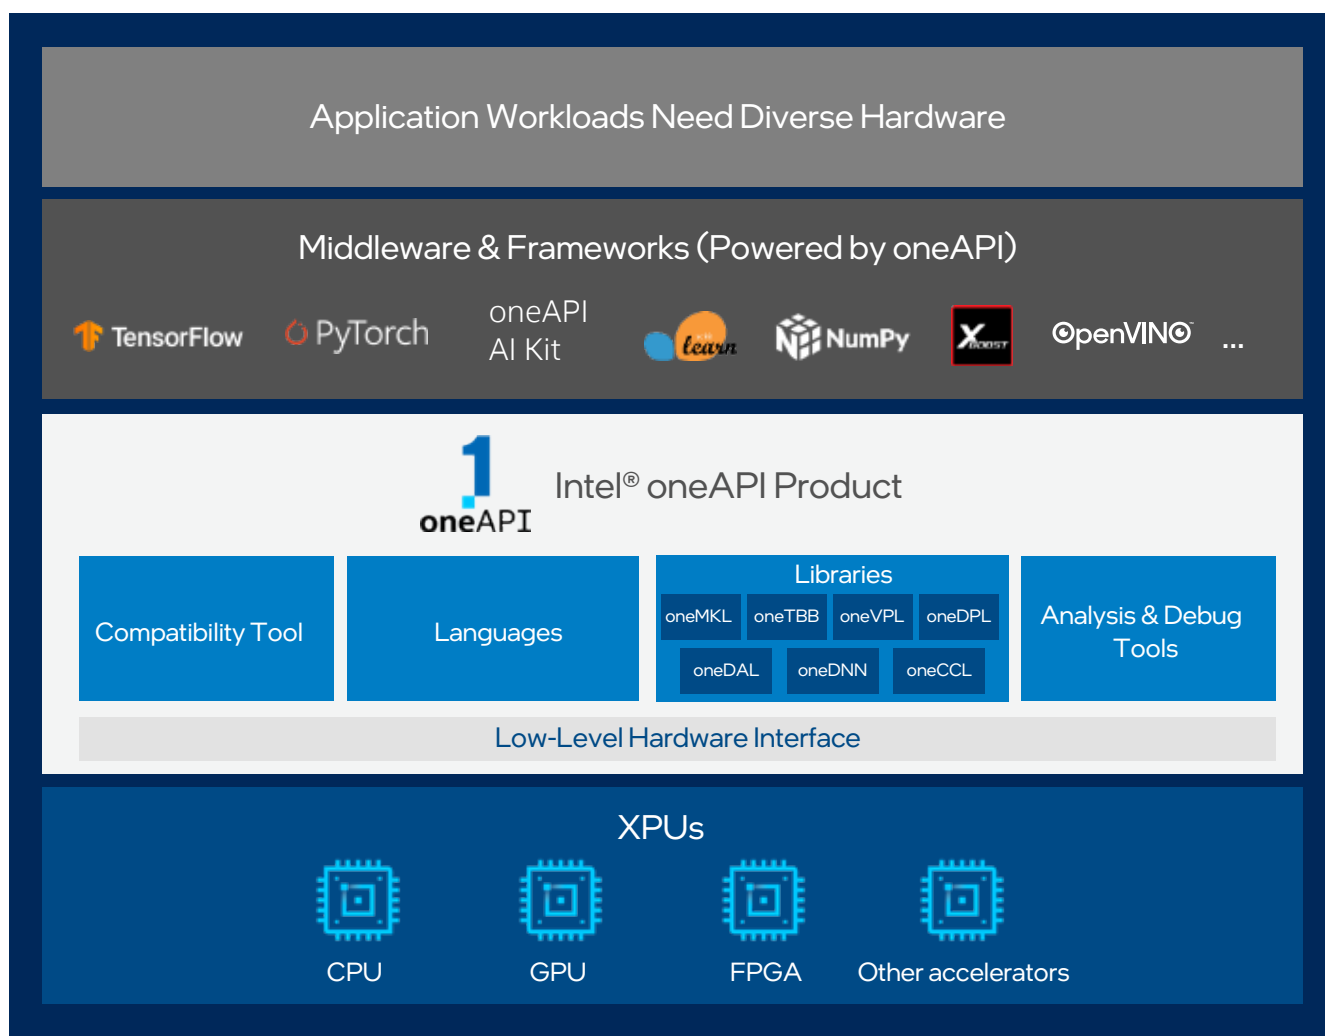 Application Workloads Need Diverse Hardware
Middleware & Frameworks (Powered by oneAPI)
TensorFlow
PyTorch
oneAPI
AI Kit
learn
NumPy
XBOOST
OpenVINO
...
1
oneAPI
Intel® oneAPI Product
Compatibility Tool
Languages
Libraries
oneMKL oneTBB oneVPL oneDPL
oneDAL oneDNN oneCCL
Analysis & Debug
Tools
Low-Level Hardware Interface
XPUs
CPU GPU FPGA Other accelerators